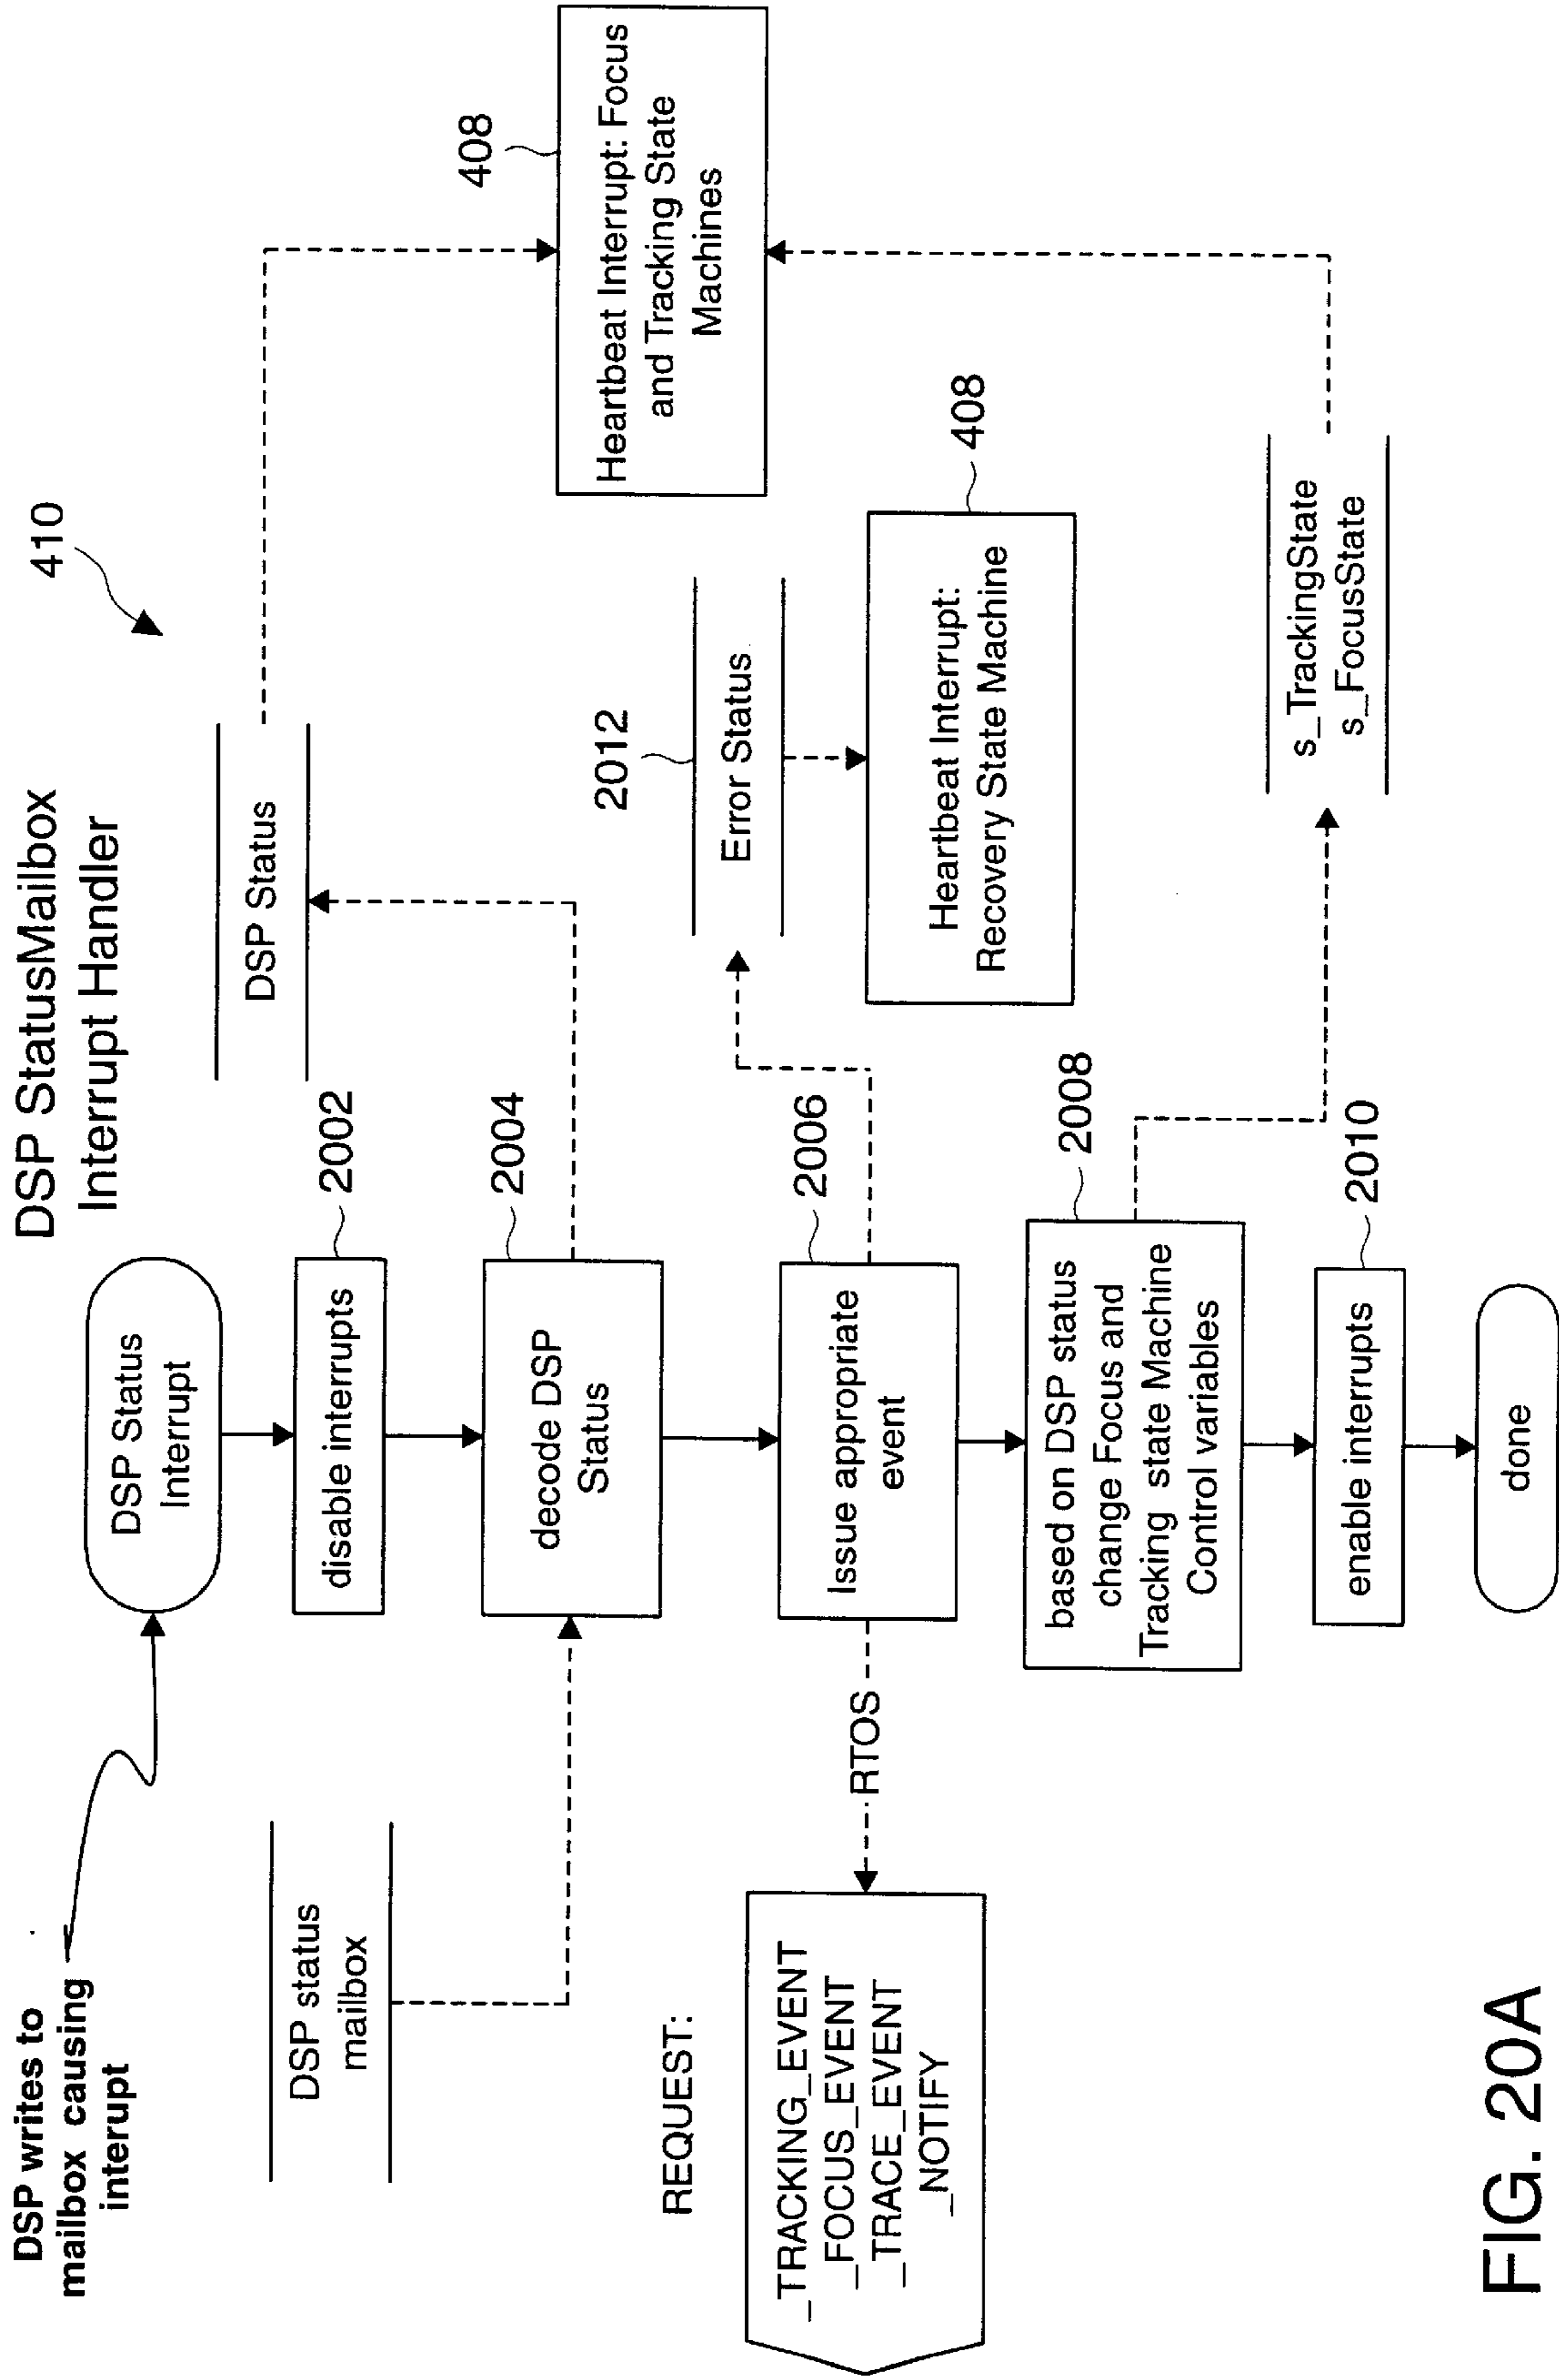 DSP StatusMailbox
Interrupt Handler
410
DSP writes to
mailbox causing
interupt
DSP Status
Interrupt
DSP Status
disable interrupts
2002
DSP status
mailbox
decode DSP
Status
2004
408
Heartbeat Interrupt: Focus
and Tracking State
Machines
2012
Error Status
REQUEST:
_TRACKING_EVENT
_FOCUS_EVENT
_TRACE_EVENT
_NOTIFY
RTOS
Issue appropriate
event
2006
Heartbeat Interrupt:
Recovery State Machine
408
based on DSP status
change Focus and
Tracking state Machine
Control variables
2008
s_TrackingState
s_FocusState
enable interrupts
2010
done
FIG. 20A